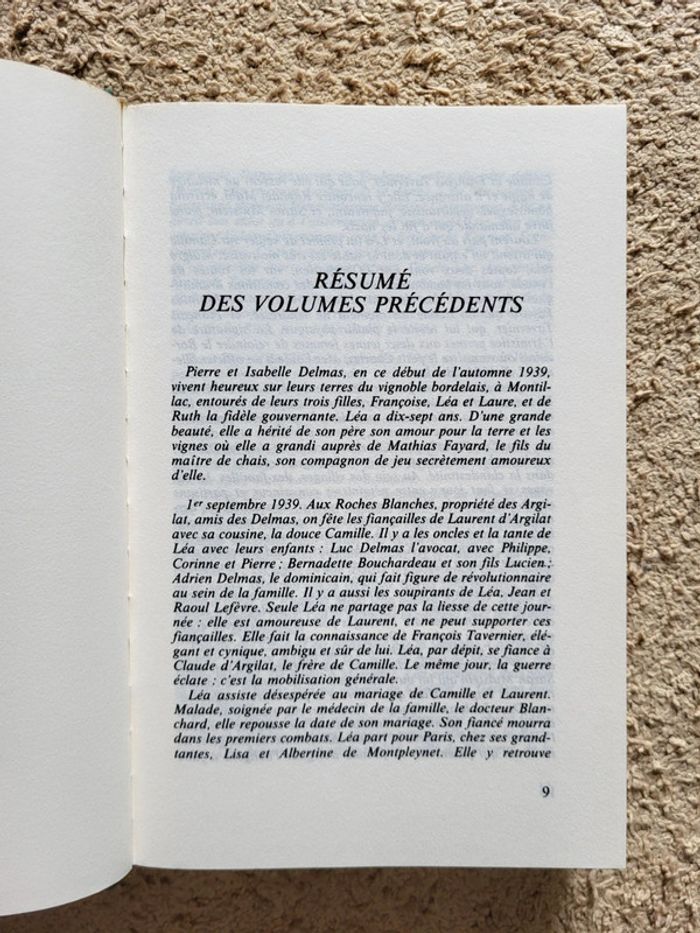 RÉSUMÉ
DES VOLUMES PRÉCÉDENTS
Pierre et Isabelle Delmas, en ce début de l'automne 1939,
vivent heureux sur leurs terres du vignoble bordelais, à Montil-
lac, entourés de leurs trois filles, Françoise, Léa et Laure, et de
Ruth la fidèle gouvernante. Léa a dix-sept ans. D'une grande
beauté, elle a hérité de son père son amour pour la terre et les
vignes où elle a grandi auprès de Mathias Fayard, le fils du
maître de chais, son compagnon de jeu secrètement amoureux
d'elle.
1er septembre 1939. Aux Roches Blanches, propriété des Argi-
lat, amis des Delmas, on fête les fiançailles de Laurent d'Argilat
avec sa cousine, la douce Camille. Il y a les oncles et la tante de
Léa avec leurs enfants : Luc Delmas l'avocat, avec Philippe,
Corinne et Pierre ; Bernadette Bouchardeau et son fils Lucien ;
Adrien Delmas, le dominicain, qui fait figure de révolutionnaire
au sein de la famille. Il y a aussi les soupirants de Léa, Jean et
Raoul Lefèvre. Seule Léa ne partage pas la liesse de cette jour-
née : elle est amoureuse de Laurent, et ne peut supporter ces
fiançailles. Elle fait la connaissance de François Tavernier, élé-
gant et cynique, ambigu et sûr de lui. Léa, par dépit, se fiance à
Claude d'Argilat, le frère de Camille. Le même jour, la guerre
éclate : c'est la mobilisation générale.
Léa assiste désespérée au mariage de Camille et Laurent.
Malade, soignée par le médecin de la famille, le docteur Blan-
chard, elle repousse la date de son mariage. Son fiancé mourra
dans les premiers combats. Léa part pour Paris, chez ses grand-
tantes, Lisa et Albertine de Montpleynet. Elle y retrouve
9